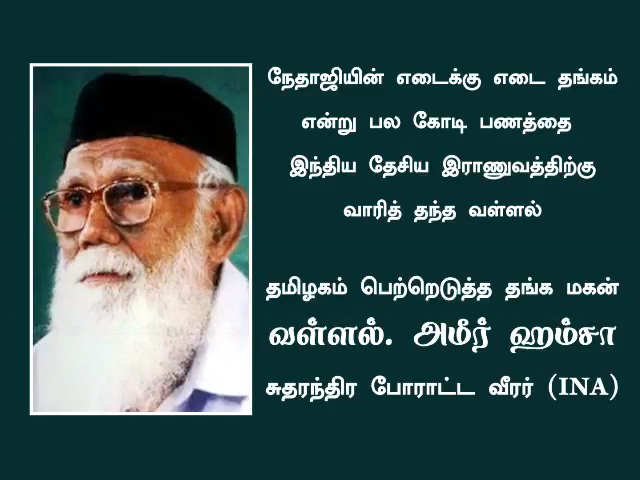 நேதாஜியின் எடைக்கு எடை தங்கம்
என்று பல கோடி பணத்தை
இந்திய தேசிய இராணுவத்திற்கு
வாரித் தந்த வள்ளல்
தமிழகம் பெற்றெடுத்த தங்க மகன்
வள்ளல். அமீர் ஹம்சா
சுதரந்திர போராட்ட வீரர் (INA)